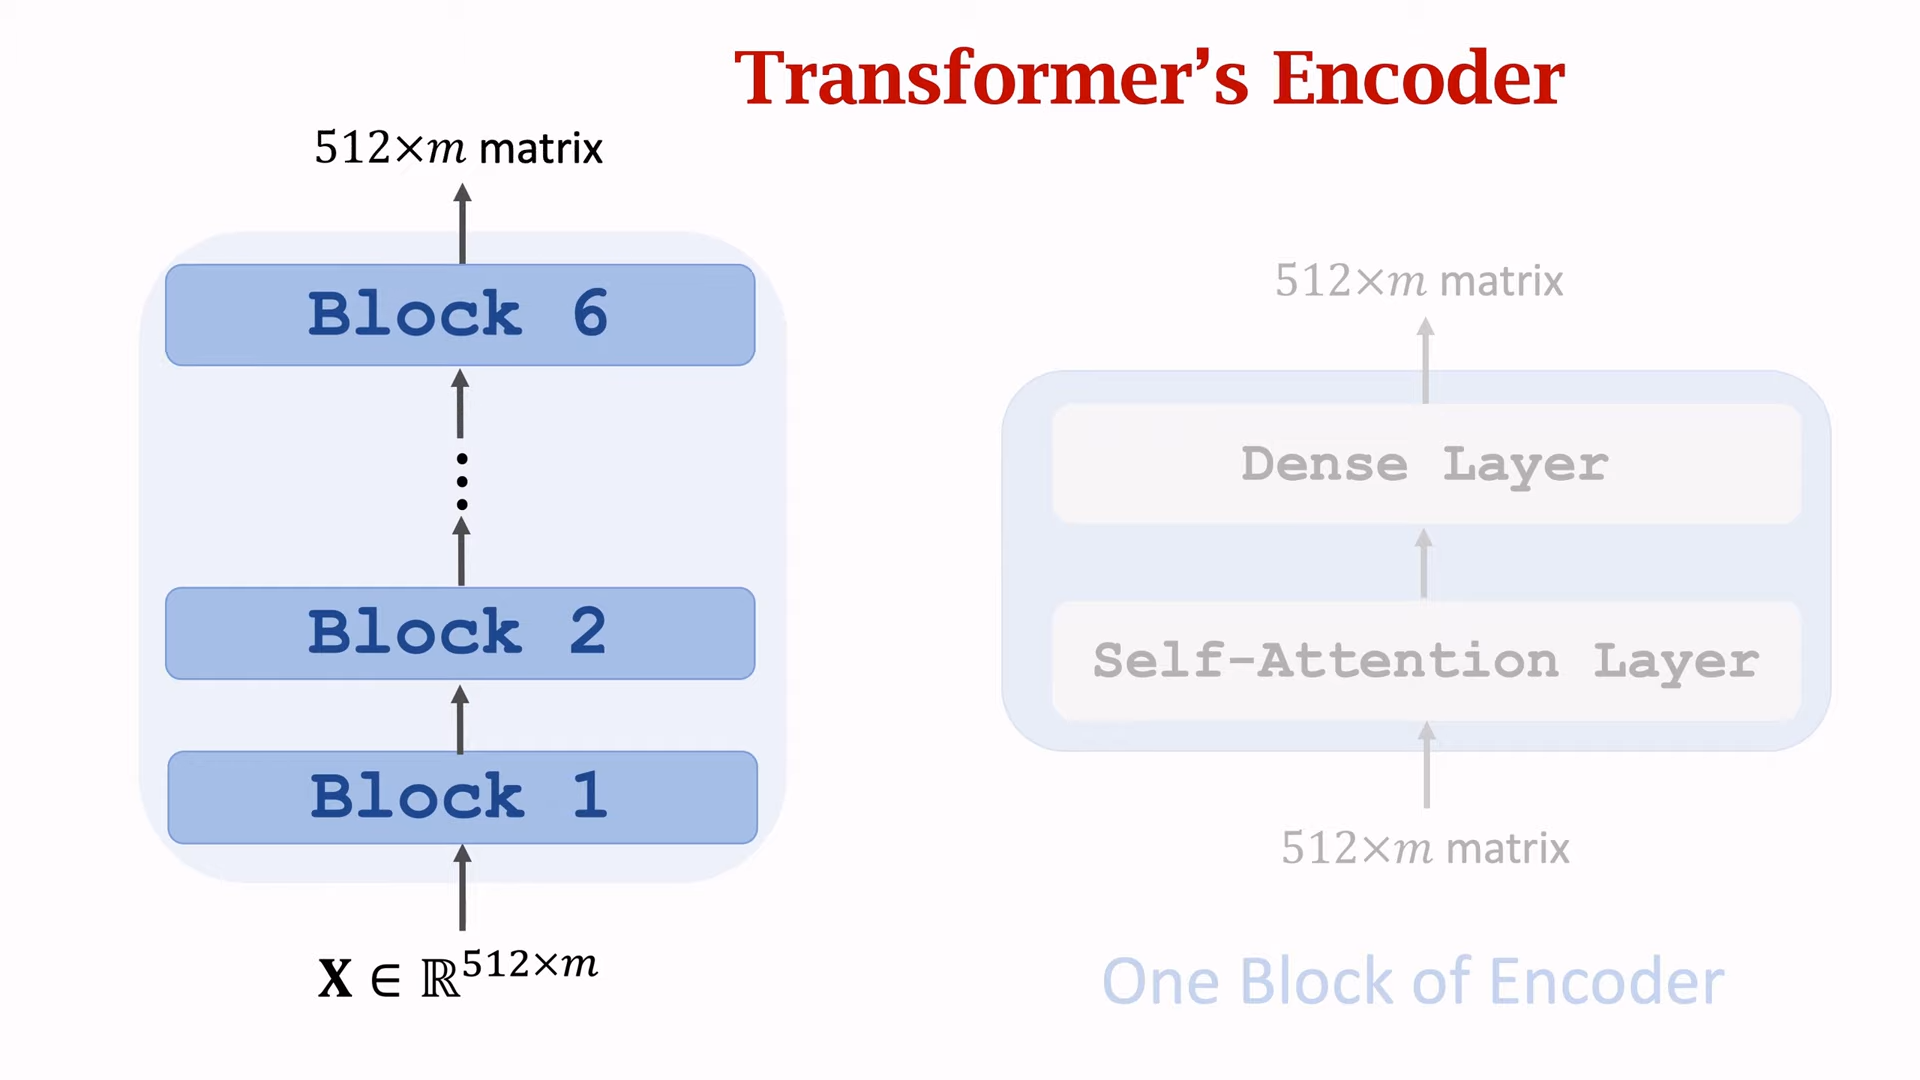 Transformer’s Encoder
512×m matrix
Block 6
Block 2
Block 1
X ∈ ℝ^512×m
512×m matrix
Dense Layer
Self-Attention Layer
512×m matrix
One Block of Encoder